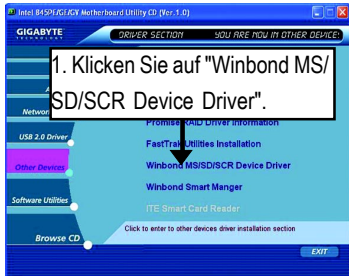 Intel 845PE/GE/GV Motherboard Utility CD (Ver.1.0)
GIGABYTE
TECHNOLOGY
DRIVER SECTION
YOU ARE NOW IN OTHER DEVICE!
1. Klicken Sie auf "Winbond MS/
SD/SCR Device Driver".
Promise RAID Driver Information
USB 2.0 Driver
FastTrak Utilities Installation
Other Devices
Winbond MS/SD/SCR Device Driver
Winbond Smart Manger
Software Utilities
ITE Smart Card Reader
Click to enter to other devices driver installation section
Browse CD
EXIT